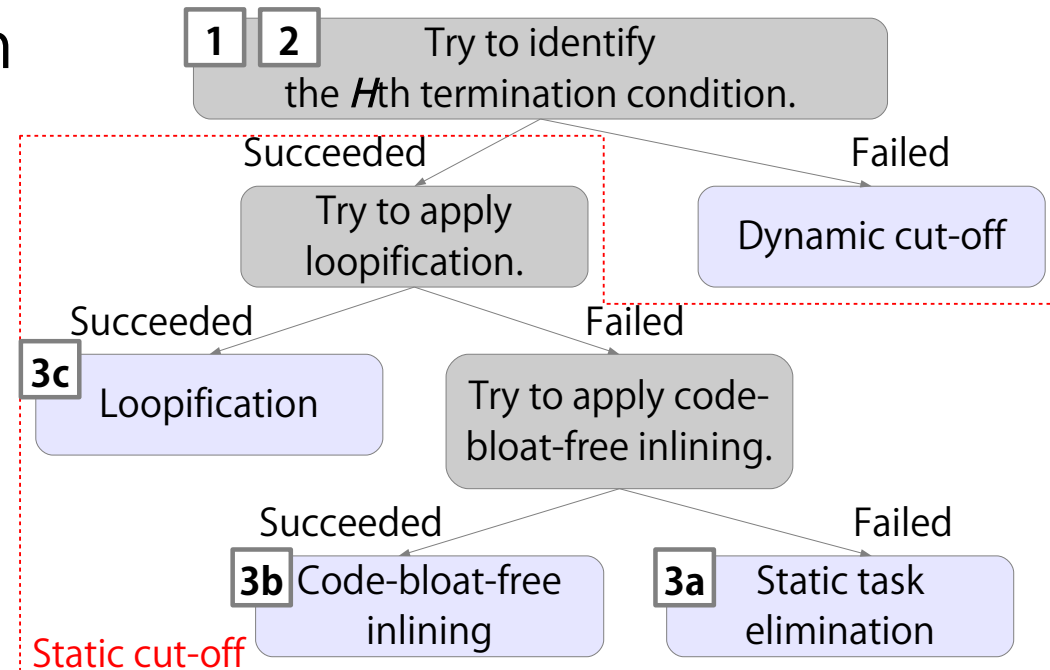 n
1 2 Try to identify
the Hth termination condition.
Succeeded
Failed
Try to apply
loopification.
Dynamic cut-off
Succeeded
Failed
3c
Loopification
Try to apply code-
bloat-free inlining.
Succeeded
Failed
3b Code-bloat-free
inlining
3a Static task
elimination
Static cut-off